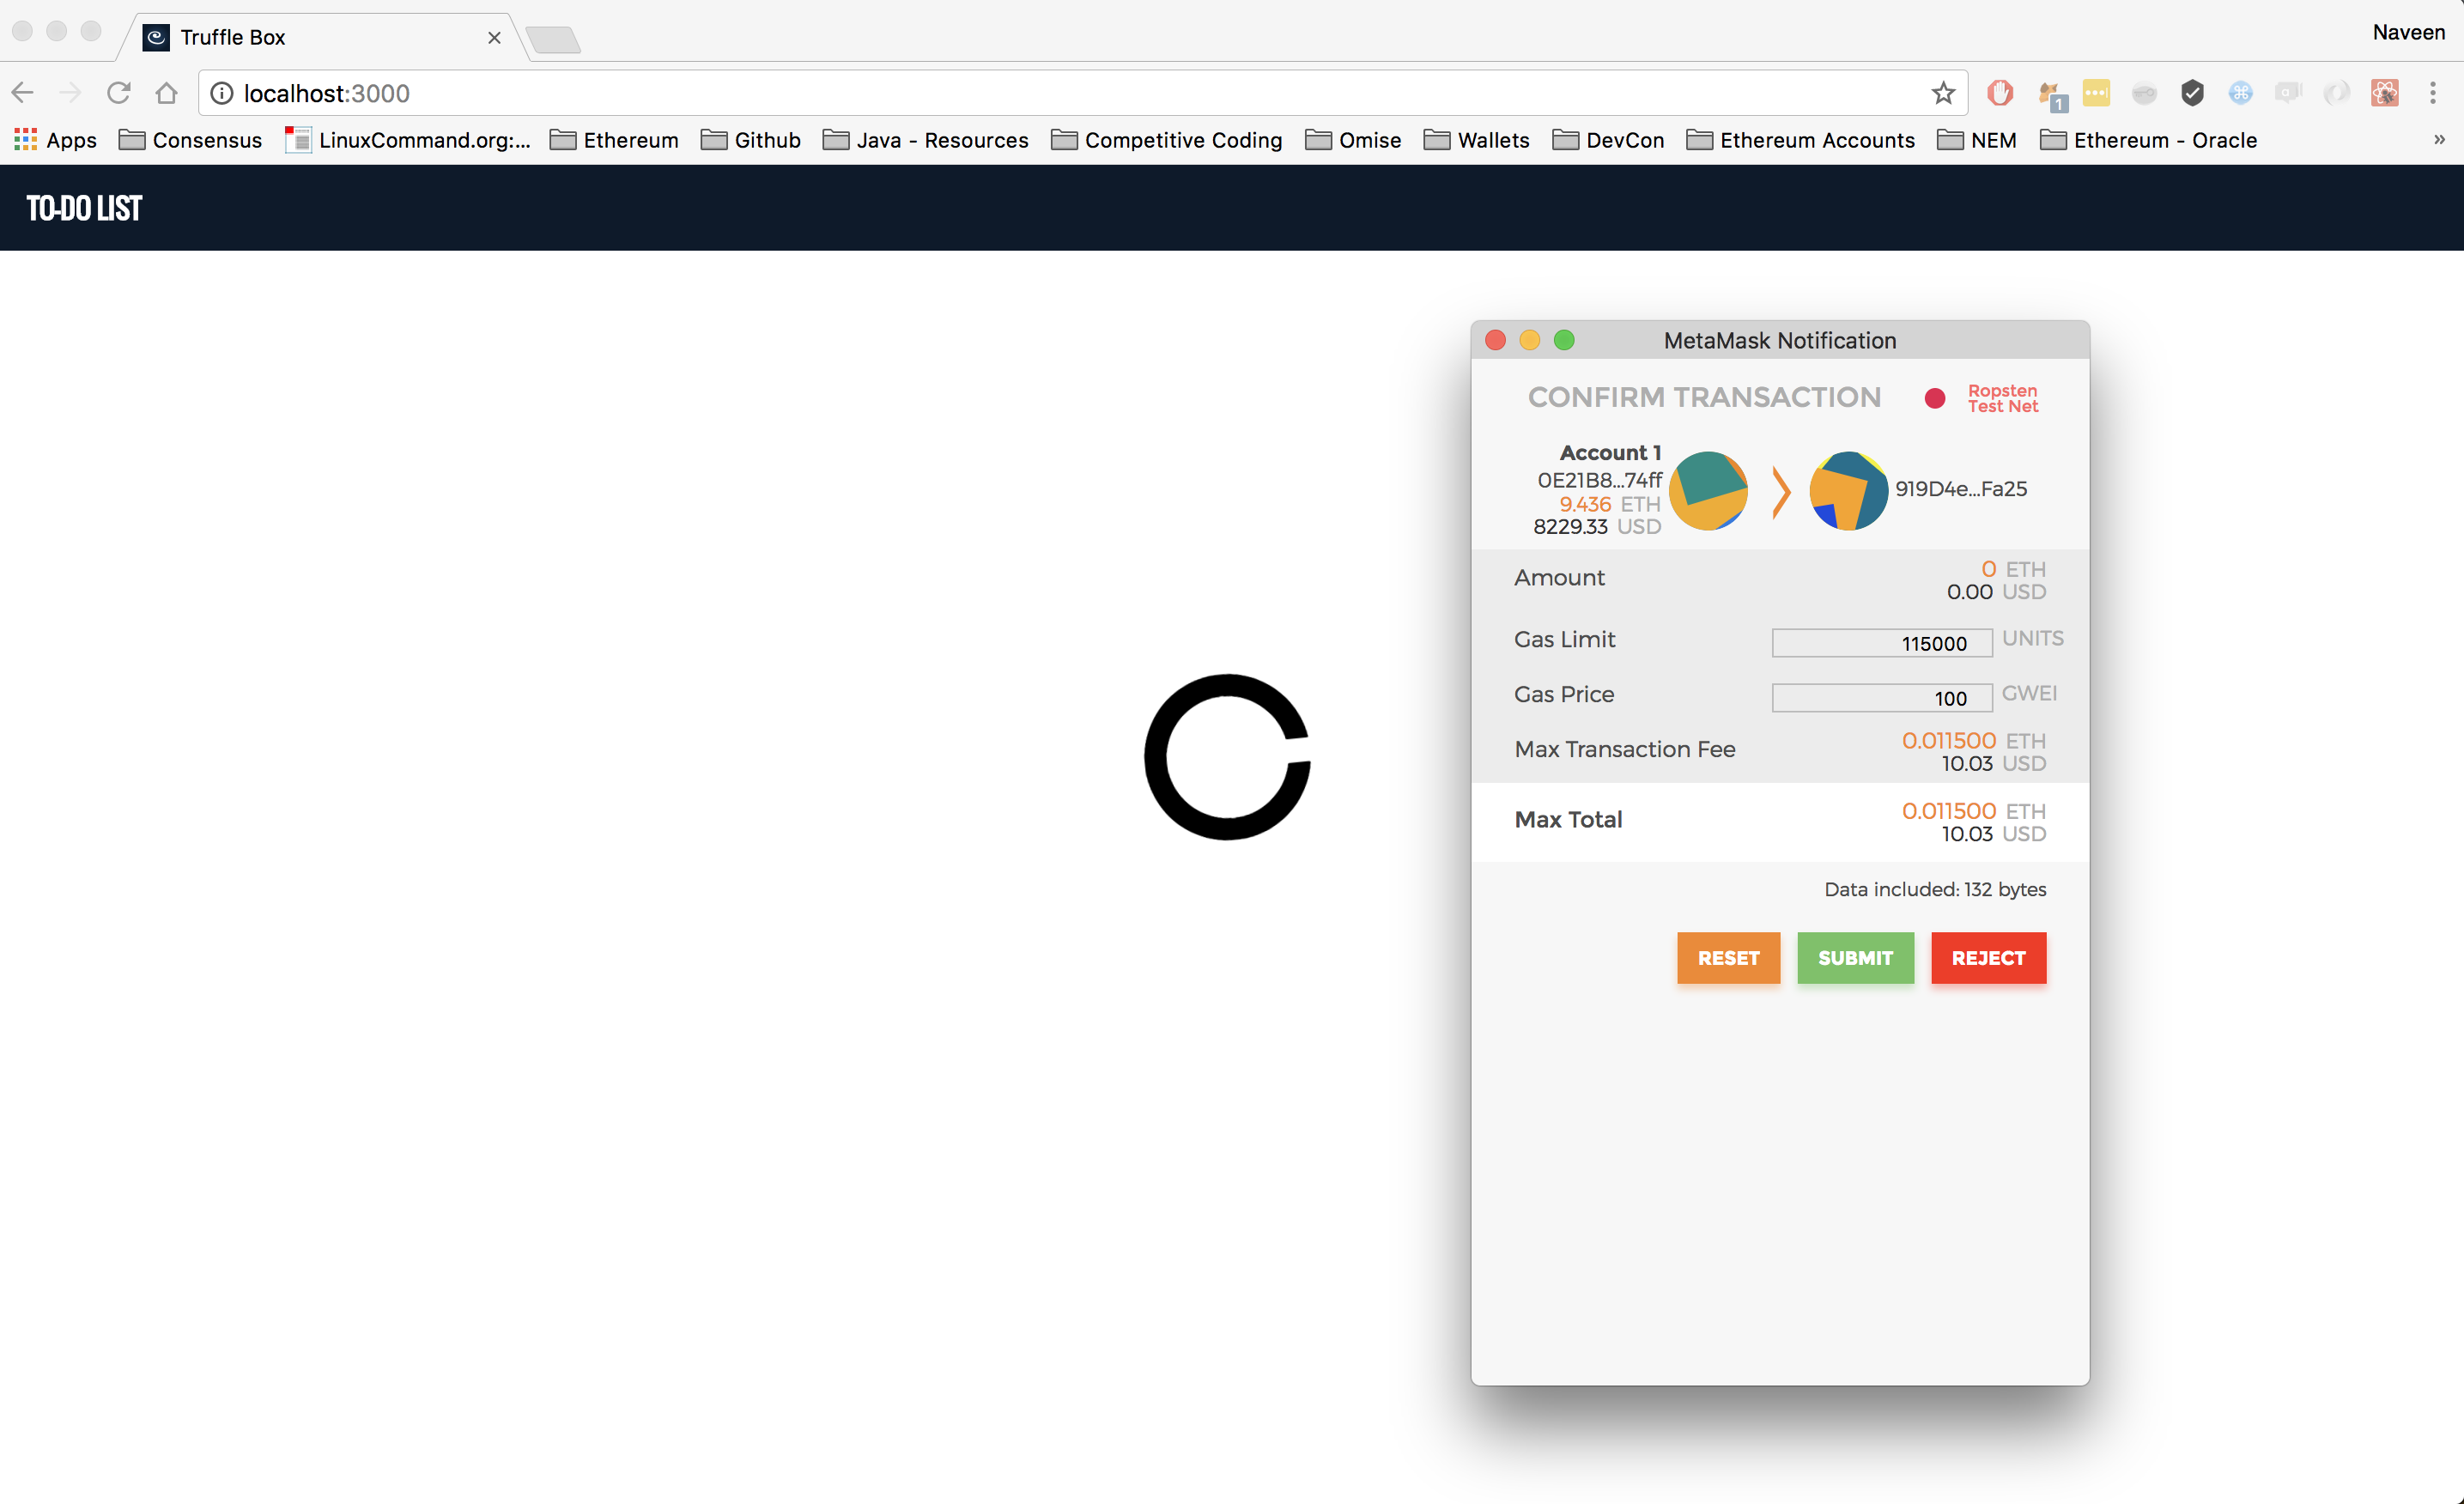 Truffle Box
Naveen
localhost:3000
1
Apps Consensus LinuxCommand.org:... Ethereum Github Java - Resources Competitive Coding Omise Wallets DevCon Ethereum Accounts NEM Ethereum - Oracle »
TO-DO LIST
MetaMask Notification
CONFIRM TRANSACTION
Ropsten
Test Net
Account 1
0E21B8...74ff
9.436 ETH
8229.33 USD
919D4e...Fa25
Amount
0 ETH
0.00 USD
Gas Limit
115000 UNITS
Gas Price
100 GWEI
Max Transaction Fee
0.011500 ETH
10.03 USD
Max Total
0.011500 ETH
10.03 USD
Data included: 132 bytes
RESET SUBMIT REJECT